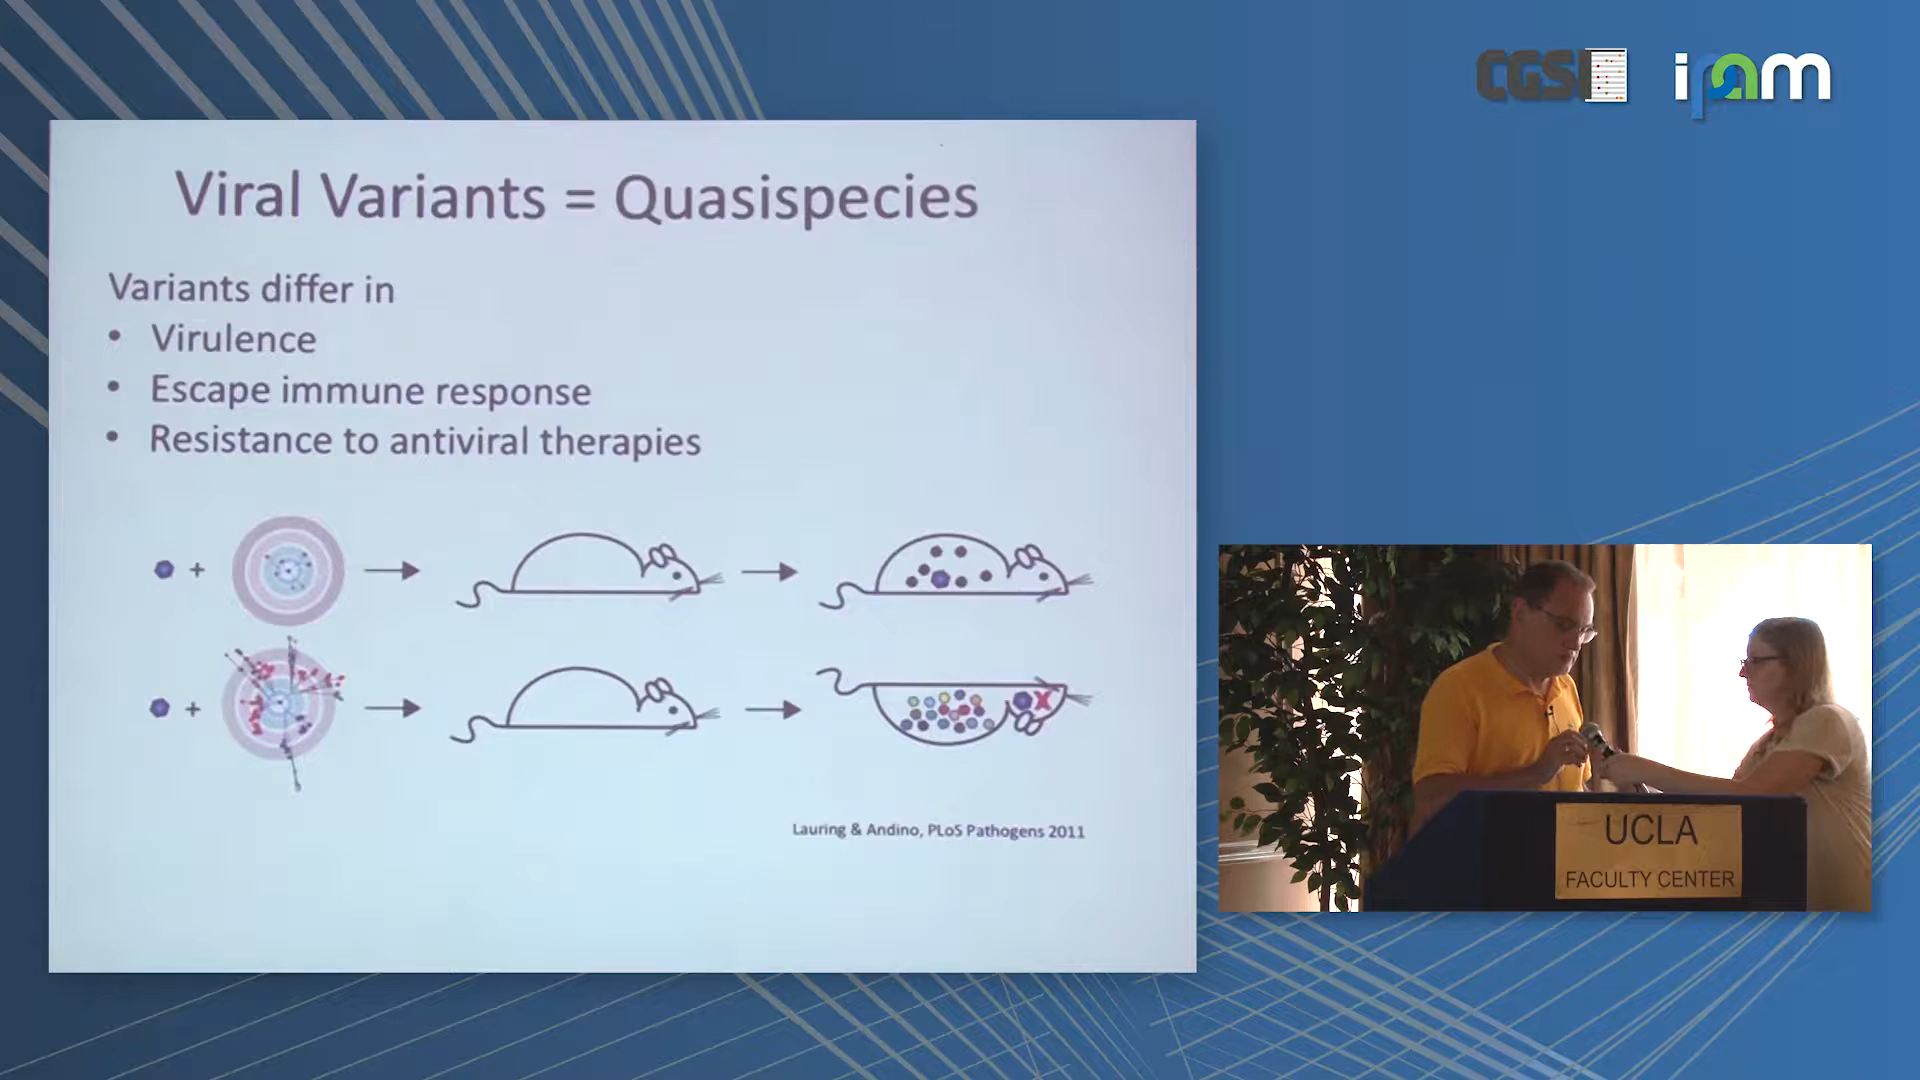 CGSI
ipam
Viral Variants = Quasispecies
Variants differ in
• Virulence
• Escape immune response
• Resistance to antiviral therapies
+
+
X
Lauring & Andino, PLoS Pathogens 2011
UCLA
FACULTY CENTER